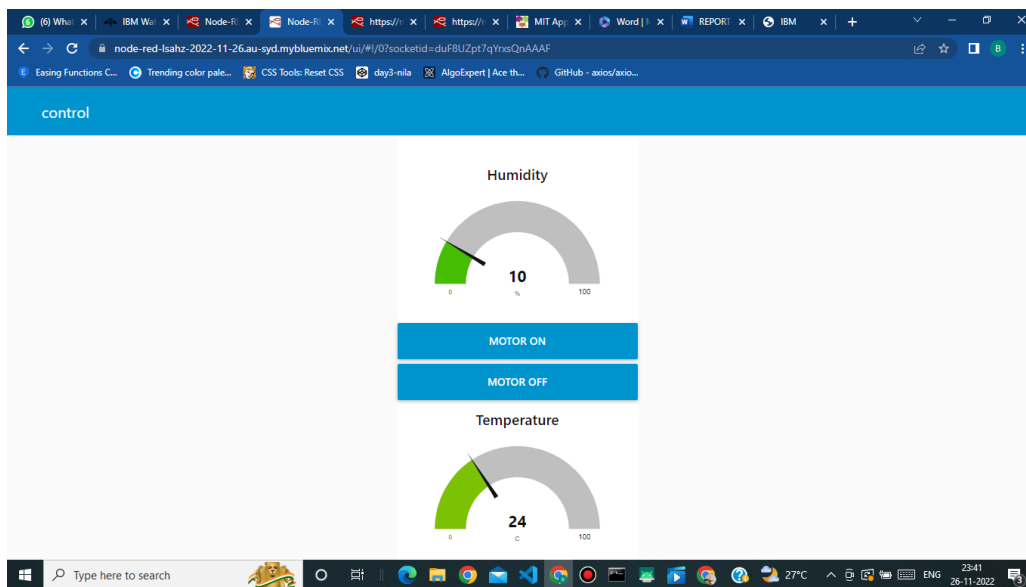 (6) What
IBM Wat
Node-RE
Node-RE
https://n
https://n
MIT App
Word | M
REPORT
IBM
node-red-lsahz-2022-11-26.au-syd.mybluemix.net/ui/#!/0?socketid=duF8UZpt7qYrxsQnAAAF
Easing Functions C...
Trending color pale...
CSS Tools: Reset CSS
day3-nila
AlgoExpert | Ace th...
GitHub - axios/axio...
control
Humidity
10
0 % 100
MOTOR ON
MOTOR OFF
Temperature
24
0 C 100
Type here to search
27°C
ENG
23:41
26-11-2022